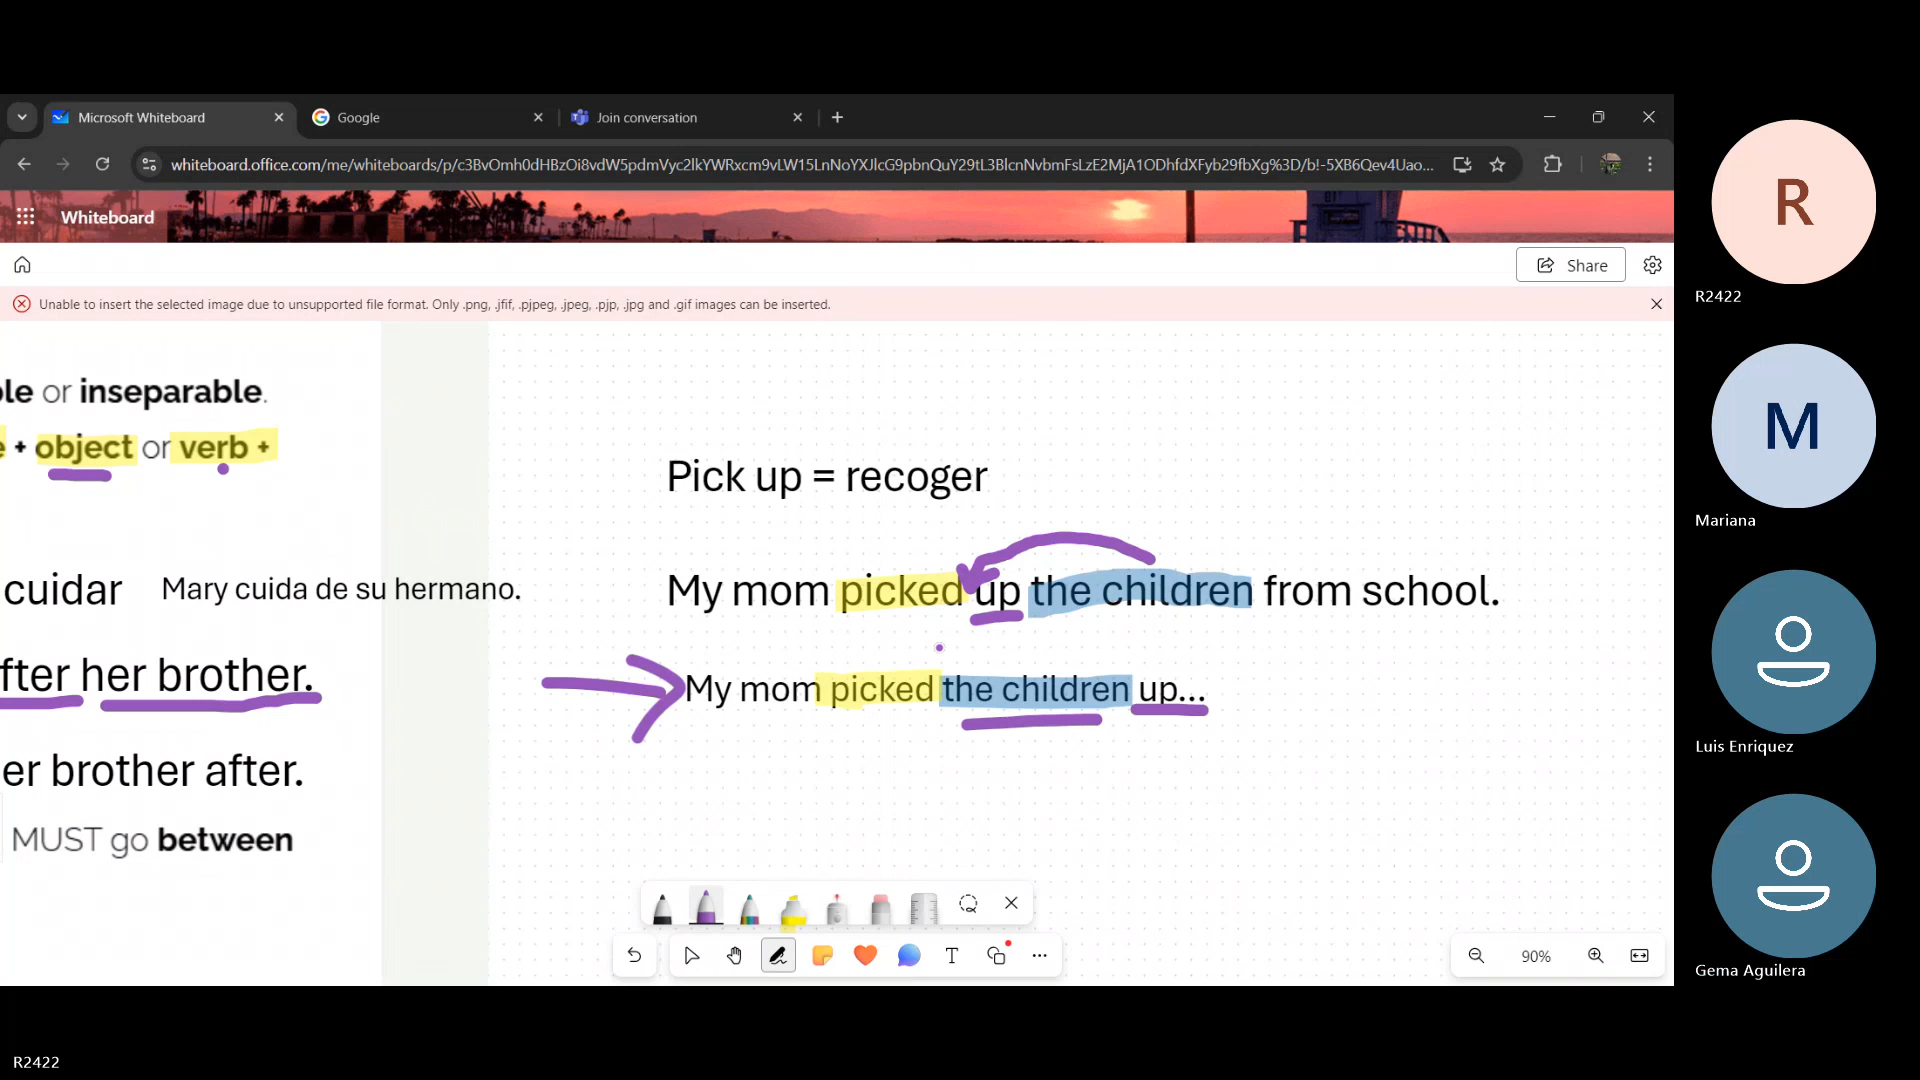 Microsoft Whiteboard
Google
Join conversation
whiteboard.office.com/me/whiteboards/p/c3BvOmh0dHBzOi8vdW5pdmVyc2lkYWRxcm9vLW15LnNoYXJlcG9pbnQuY29tL3BlcnNvbmFsLzE2MjA1ODhfdXFyb29fbXg%3D/b!-5XB6Qev4Uao...
Whiteboard
Share
Unable to insert the selected image due to unsupported file format. Only .png, .jfif, .pjpeg, .jpeg, .pjp, .jpg and .gif images can be inserted.
ole or inseparable.
e + object or verb +
cuidar Mary cuida de su hermano.
fter her brother.
er brother after.
MUST go between
Pick up = recoger
My mom picked up the children from school.
My mom picked the children up...
90%
R
R2422
M
Mariana
Luis Enriquez
Gema Aguilera
R2422